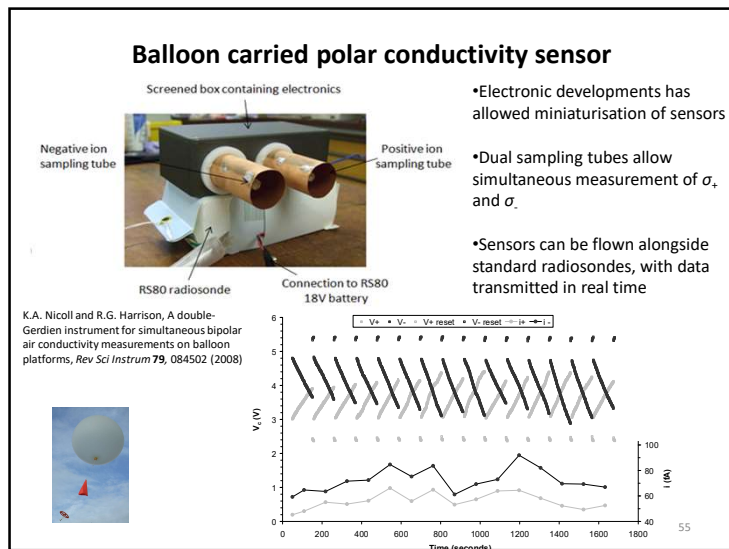 Balloon carried polar conductivity sensor
Screened box containing electronics
Negative ion
sampling tube
Positive ion
sampling tube
RS80 radiosonde
Connection to RS80
18V battery
•Electronic developments has
allowed miniaturisation of sensors
•Dual sampling tubes allow
simultaneous measurement of σ+
and σ-
•Sensors can be flown alongside
standard radiosondes, with data
transmitted in real time
K.A. Nicoll and R.G. Harrison, A double-
Gerdien instrument for simultaneous bipolar
air conductivity measurements on balloon
platforms, Rev Sci Instrum 79, 084502 (2008)
V+ V- V+ reset V- reset i+ i -
6
5
4
3
2
1
0
Vc (V)
100
80
60
40
i (fA)
0 200 400 600 800 1000 1200 1400 1600 1800
Time (seconds)
55